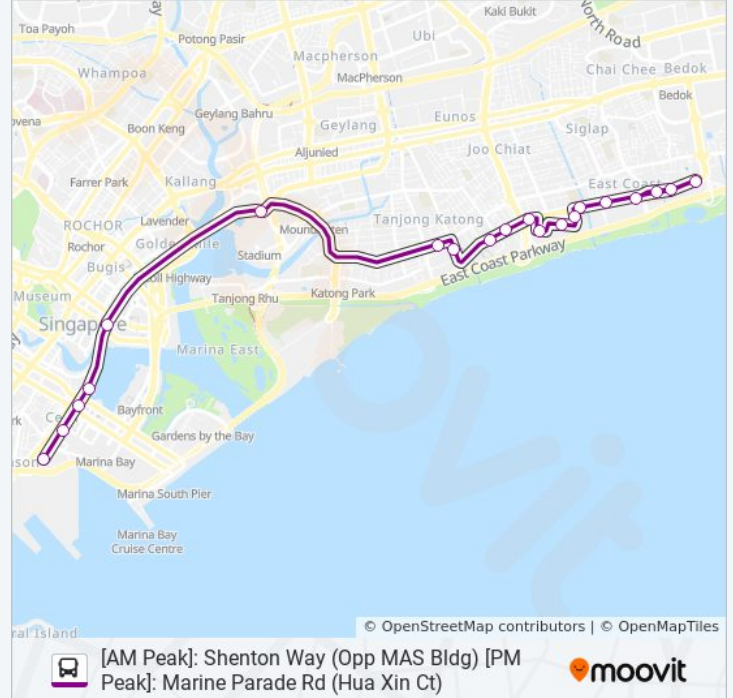 Kaki Bukit
Toa Payoh
Potong Pasir
Ubi
North Road
Macpherson
Whampoa
MacPherson
Chai Chee
Bedok
Bedok
Geylang Bahru
Eunos
Boon Keng
Geylang
Siglap
Aljunied
Joo Chiat
Farrer Park
Kallang
East Coast
ROCHOR
Lavender
Tanjong Katong
Rochor
Bugis
Stadium
East Coast Parkway
Museum
Tanjong Rhu
Katong Park
Singapore
Marina East
Bayfront
Gardens by the Bay
Marina Bay
Marina South Pier
Marina Bay
Cruise Centre
© OpenStreetMap contributors | © OpenMapTiles
[AM Peak]: Shenton Way (Opp MAS Bldg) [PM
Peak]: Marine Parade Rd (Hua Xin Ct)
moovit